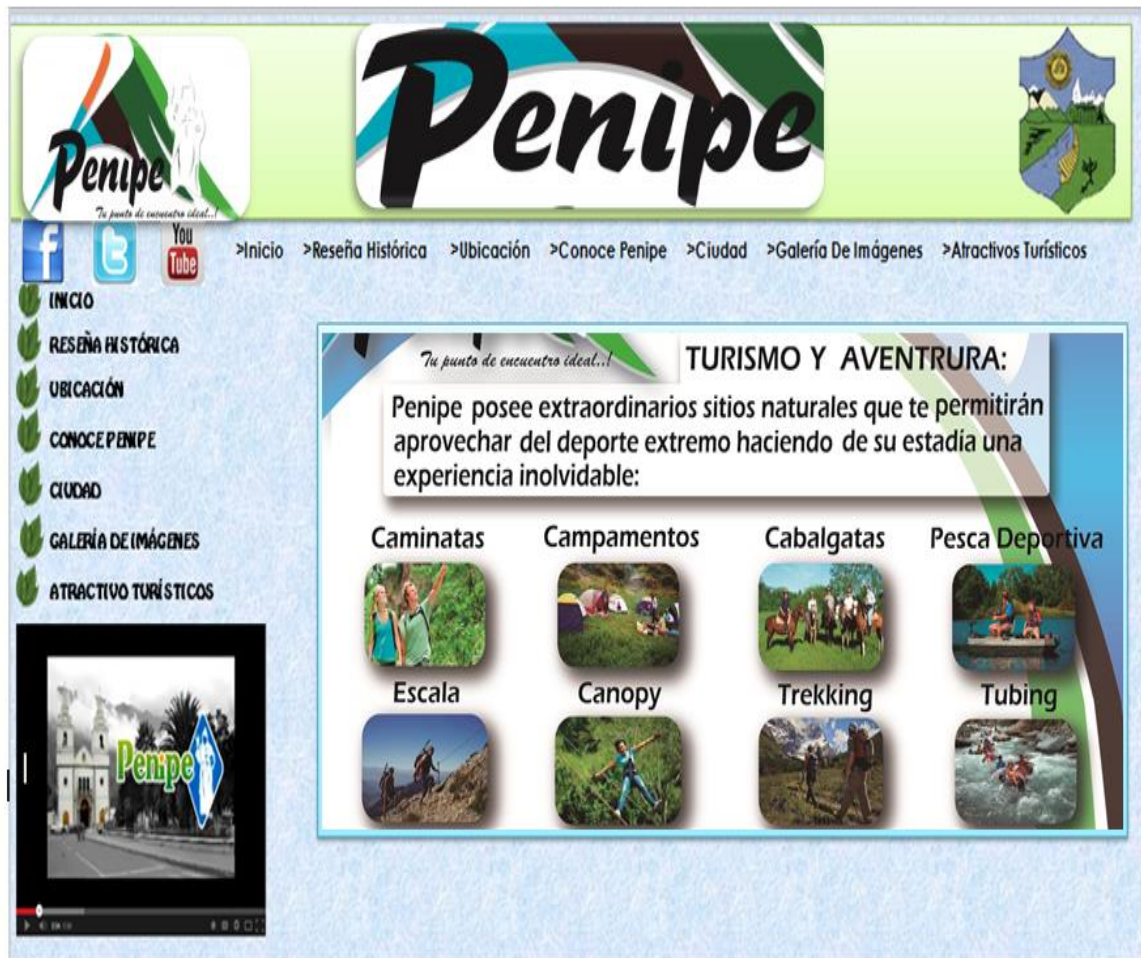 Penipe
Tu punto de encuentro ideal..!
Penipe
f
t
You
Tube
>Inicio >Reseña Histórica >Ubicación >Conoce Penipe >Ciudad >Galería De Imágenes >Atractivos Turísticos
INICIO
RESEÑA HISTÓRICA
UBICACIÓN
CONOCE PENIPE
CIUDAD
GALERÍA DE IMÁGENES
ATRACTIVO TURÍSTICOS
Tu punto de encuentro ideal..!
TURISMO Y AVENTRURA:
Penipe posee extraordinarios sitios naturales que te permitirán
aprovechar del deporte extremo haciendo de su estadía una
experiencia inolvidable:
Caminatas Campamentos Cabalgatas Pesca Deportiva
Escala Canopy Trekking Tubing
Penipe